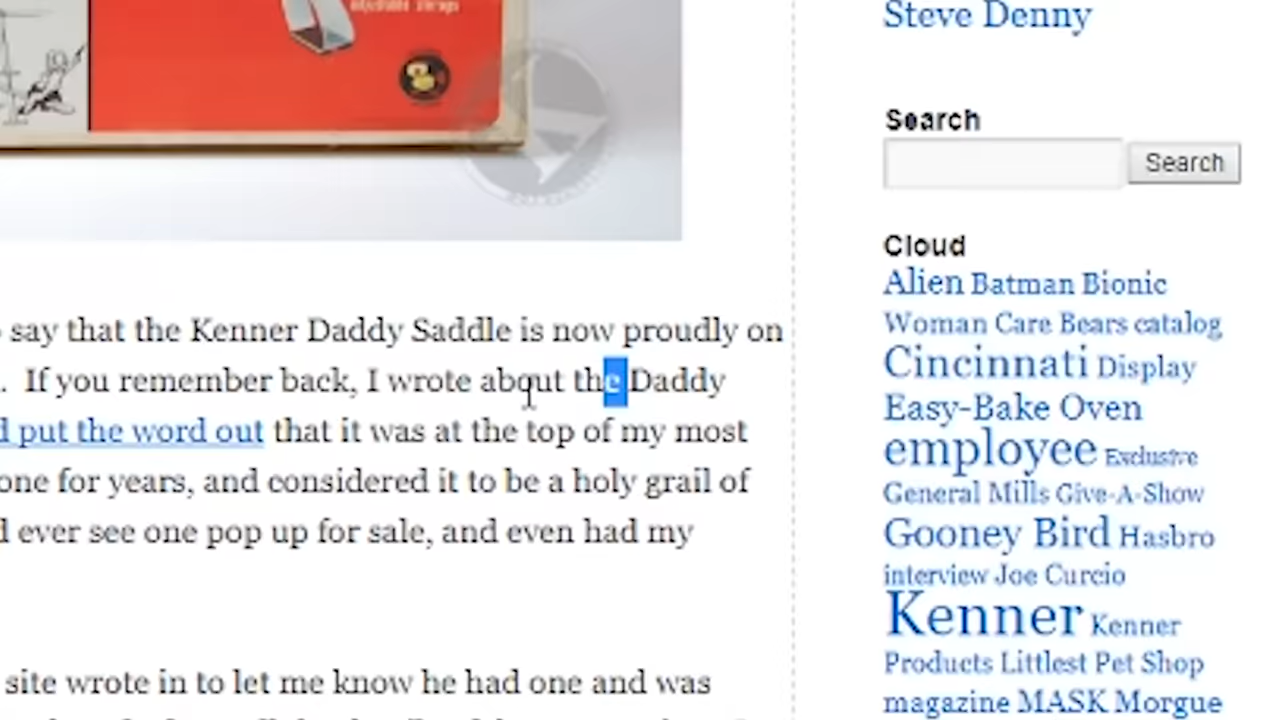 adjustable straps
say that the Kenner Daddy Saddle is now proudly on
. If you remember back, I wrote about the Daddy
d put the word out that it was at the top of my most
one for years, and considered it to be a holy grail of
d ever see one pop up for sale, and even had my
site wrote in to let me know he had one and was
Steve Denny
Search
Search
Cloud
Alien Batman Bionic
Woman Care Bears catalog
Cincinnati Display
Easy-Bake Oven
employee Exclusive
General Mills Give-A-Show
Gooney Bird Hasbro
interview Joe Curcio
Kenner Kenner
Products Littlest Pet Shop
magazine MASK Morgue